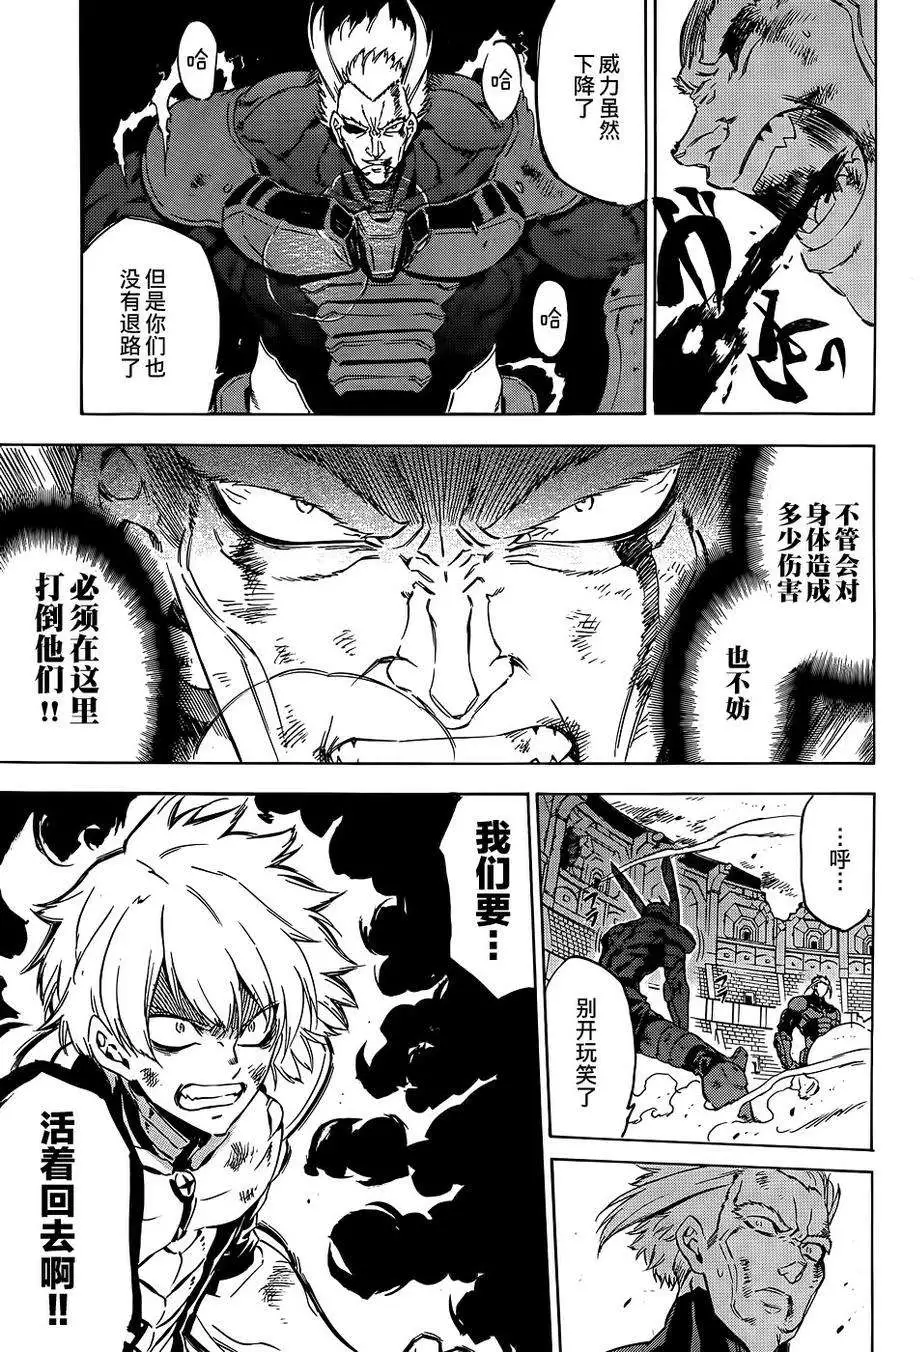 威力虽然
下降了
哈
哈
哈
但是你们也
没有退路了
不管会对
身体造成
多少伤害
也不妨
必须在这里
打倒他们!!
…呼…
别开玩笑了
我们要…
活着回去啊!!